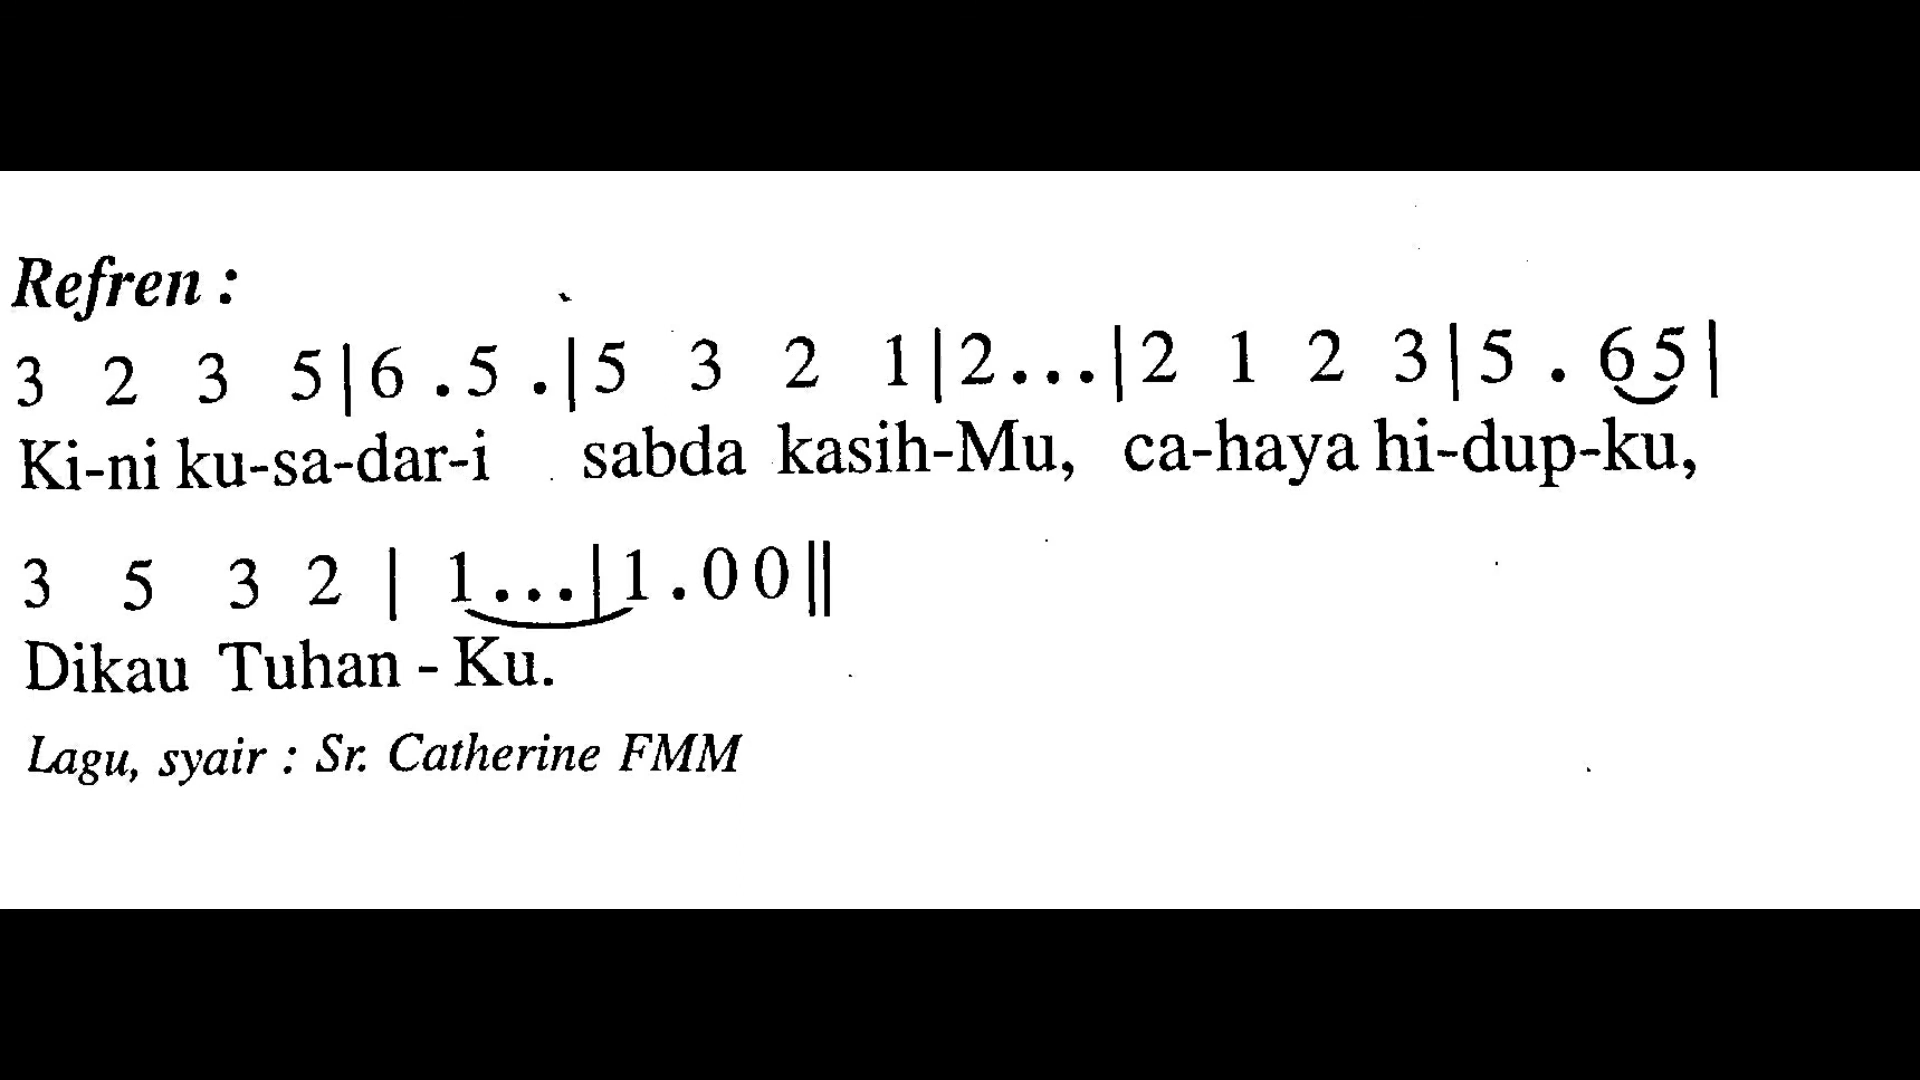 Refren :
3 2 3 5|6 . 5 .|5 3 2 1|2...|2 1 2 3|5 . 6 5|
Ki-ni ku-sa-dar-i sabda kasih-Mu, ca-haya hi-dup-ku,
3 5 3 2 | 1...|1 . 0 0||
Dikau Tuhan - Ku.
Lagu, syair : Sr. Catherine FMM